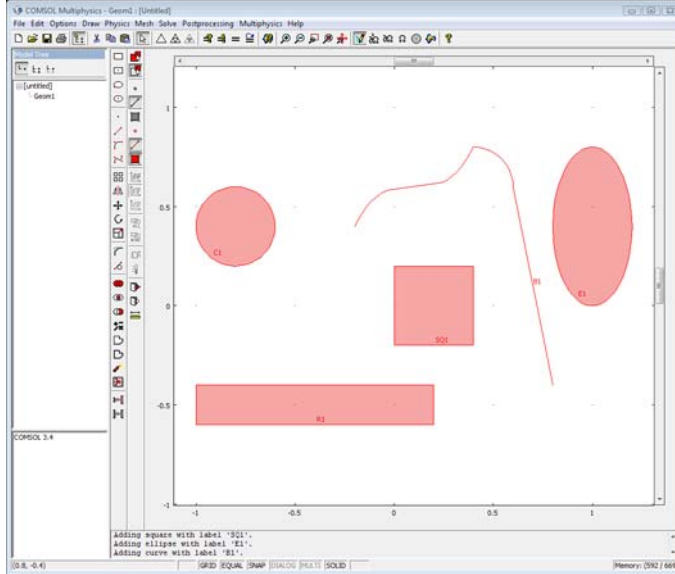 COMSOL Multiphysics - Geom1 : [Untitled]
File Edit Options Draw Physics Mesh Solve Postprocessing Multiphysics Help
Model Tree
[untitled]
Geom1
1
0.5
0
-0.5
-1
C1
E1
B1
SQ1
R1
-1 -0.5 0 0.5 1
COMSOL 3.4
Adding square with label 'SQ1'.
Adding ellipse with label 'E1'.
Adding curve with label 'B1'.
(0.8, -0.4) GRID EQUAL SNAP DIALOG MULTI SOLID Memory: (592 / 669